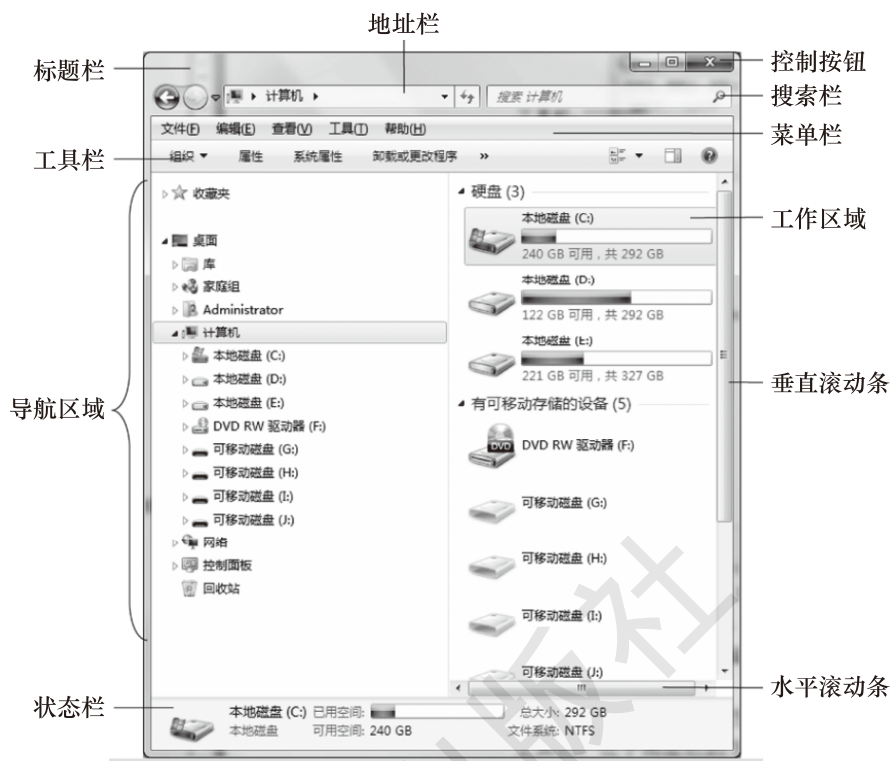 地址栏
标题栏
控制按钮
计算机
搜索 计算机
搜索栏
文件(F) 编辑(E) 查看(V) 工具(T) 帮助(H)
菜单栏
工具栏
组织 属性 系统属性 卸载或更改程序 »
收藏夹
桌面
库
家庭组
Administrator
计算机
本地磁盘 (C:)
本地磁盘 (D:)
本地磁盘 (E:)
DVD RW 驱动器 (F:)
可移动磁盘 (G:)
可移动磁盘 (H:)
可移动磁盘 (I:)
可移动磁盘 (J:)
网络
控制面板
回收站
导航区域
硬盘 (3)
本地磁盘 (C:)
240 GB 可用，共 292 GB
工作区域
本地磁盘 (D:)
122 GB 可用，共 292 GB
本地磁盘 (E:)
221 GB 可用，共 327 GB
垂直滚动条
有可移动存储的设备 (5)
DVD
DVD RW 驱动器 (F:)
可移动磁盘 (G:)
可移动磁盘 (H:)
可移动磁盘 (I:)
可移动磁盘 (J:)
水平滚动条
状态栏
本地磁盘 (C:) 已用空间: 总大小: 292 GB
本地磁盘 可用空间: 240 GB 文件系统: NTFS
版社